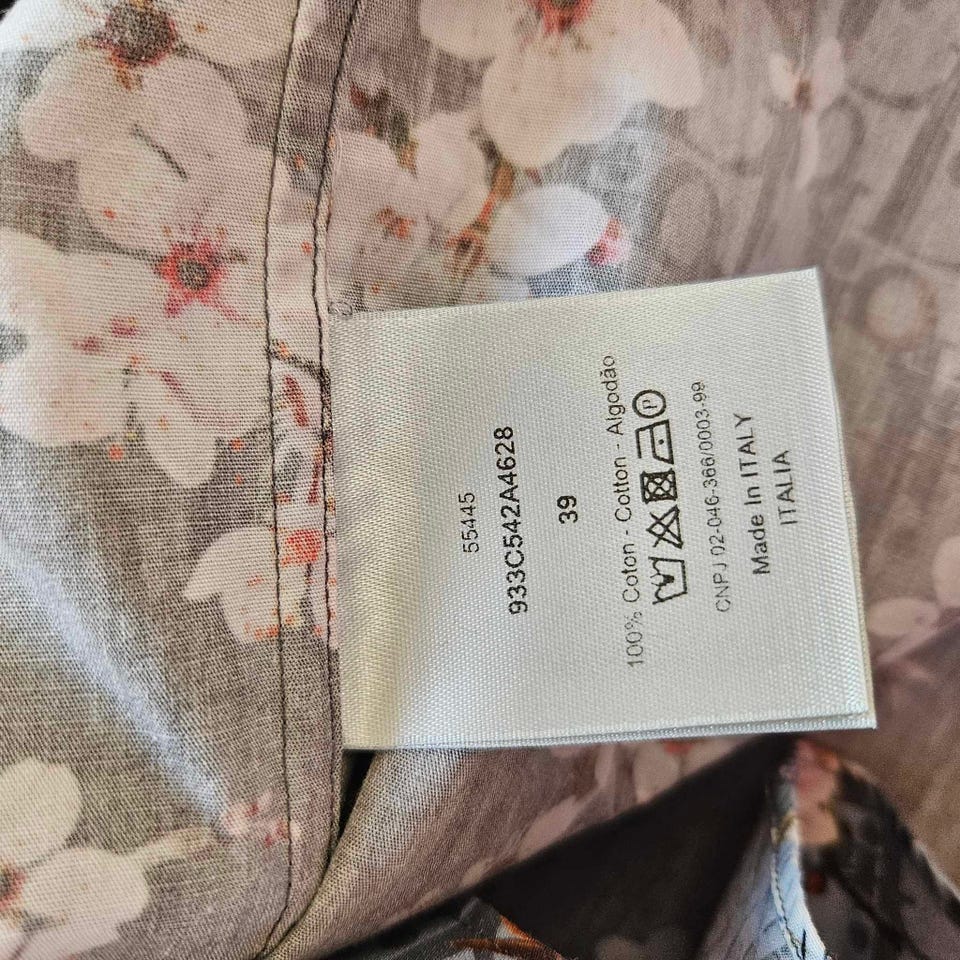 55445
933C542A4628
39
100% Coton - Cotton - Algodão
CNPJ 02-046-366/0003-99
Made In ITALY
ITALIA